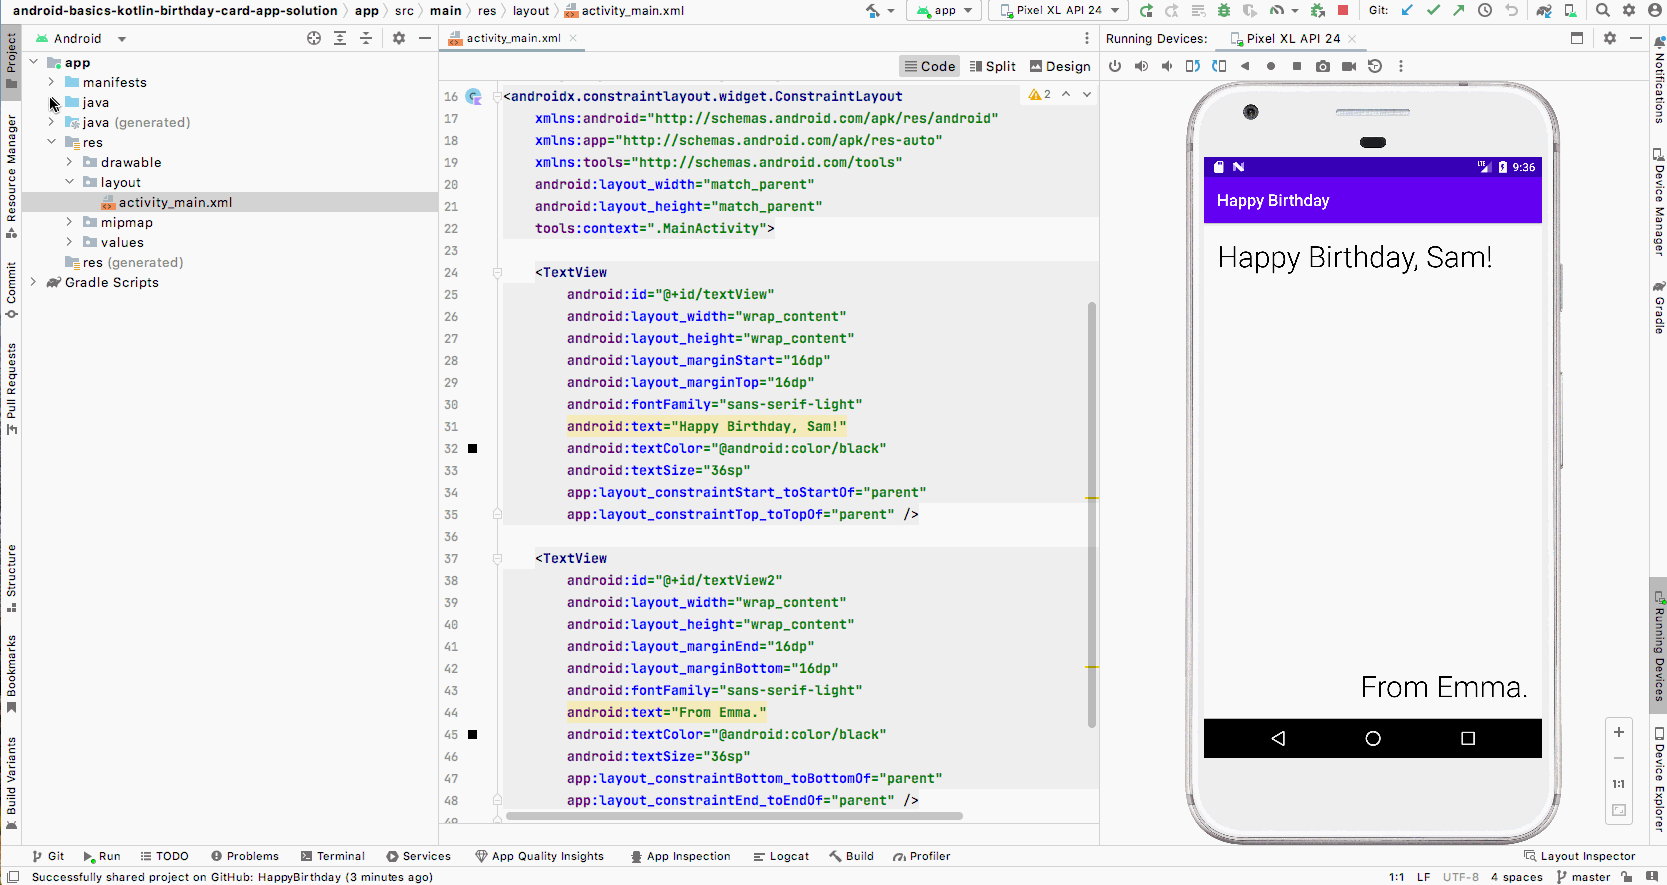 android-basics-kotlin-birthday-card-app-solution app src main res layout activity_main.xml
app Pixel XL API 24 Git:
Project
Resource Manager
Commit
Pull Requests
Structure
Bookmarks
Build Variants
Android
app
manifests
java
java (generated)
res
drawable
layout
activity_main.xml
mipmap
values
res (generated)
Gradle Scripts
activity_main.xml
Code Split Design
2
16 <androidx.constraintlayout.widget.ConstraintLayout
17 xmlns:android="http://schemas.android.com/apk/res/android"
18 xmlns:app="http://schemas.android.com/apk/res-auto"
19 xmlns:tools="http://schemas.android.com/tools"
20 android:layout_width="match_parent"
21 android:layout_height="match_parent"
22 tools:context=".MainActivity">
23
24 <TextView
25 android:id="@+id/textView"
26 android:layout_width="wrap_content"
27 android:layout_height="wrap_content"
28 android:layout_marginStart="16dp"
29 android:layout_marginTop="16dp"
30 android:fontFamily="sans-serif-light"
31 android:text="Happy Birthday, Sam!"
32 android:textColor="@android:color/black"
33 android:textSize="36sp"
34 app:layout_constraintStart_toStartOf="parent"
35 app:layout_constraintTop_toTopOf="parent" />
36
37 <TextView
38 android:id="@+id/textView2"
39 android:layout_width="wrap_content"
40 android:layout_height="wrap_content"
41 android:layout_marginEnd="16dp"
42 android:layout_marginBottom="16dp"
43 android:fontFamily="sans-serif-light"
44 android:text="From Emma."
45 android:textColor="@android:color/black"
46 android:textSize="36sp"
47 app:layout_constraintBottom_toBottomOf="parent"
48 app:layout_constraintEnd_toEndOf="parent" />
49
Running Devices: Pixel XL API 24
LTE 9:36
Happy Birthday
Happy Birthday, Sam!
From Emma.
1:1
Notifications
Device Manager
Gradle
Running Devices
Device Explorer
Git Run TODO Problems Terminal Services App Quality Insights App Inspection Logcat Build Profiler Layout Inspector
Successfully shared project on GitHub: HappyBirthday (3 minutes ago) 1:1 LF UTF-8 4 spaces master